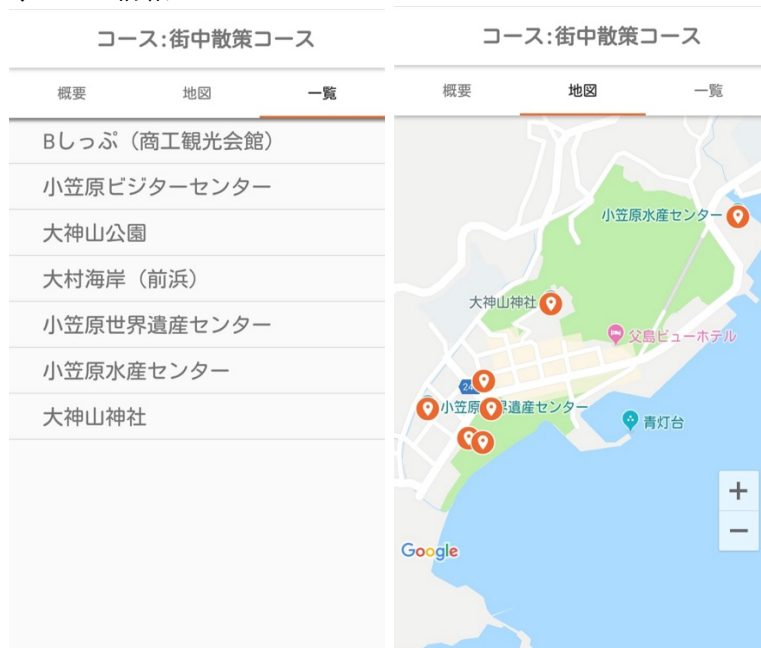 コース:街中散策コース
概要
地図
一覧
Bしっぷ（商工観光会館）
小笠原ビジターセンター
大神山公園
大村海岸（前浜）
小笠原世界遺産センター
小笠原水産センター
大神山神社
コース:街中散策コース
概要
地図
一覧
小笠原水産センター
大神山神社
父島ビューホテル
24
小笠原 遺産センター
青灯台
+
−
Google